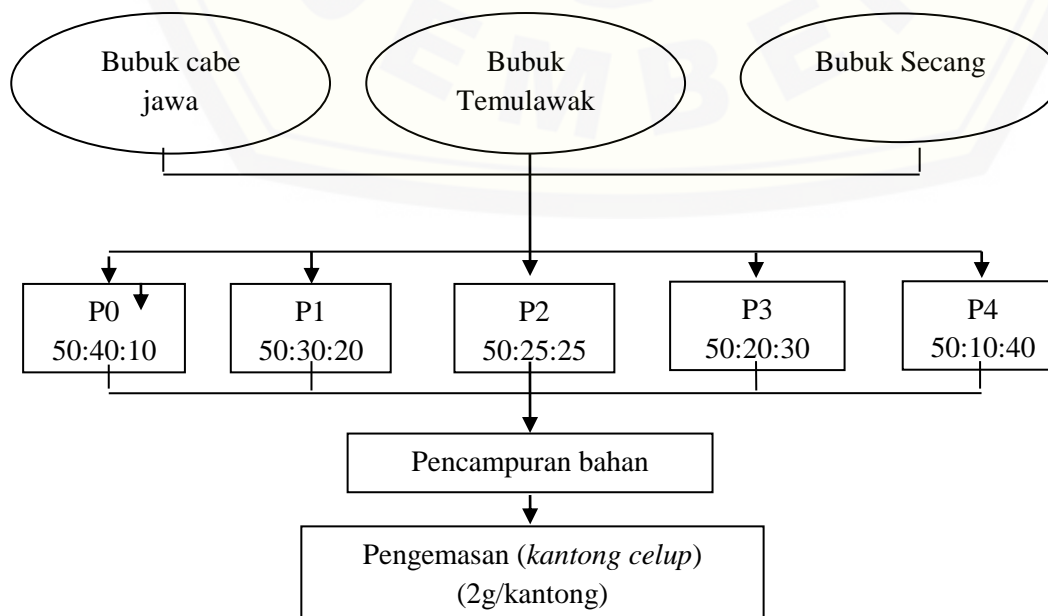 Bubuk cabe
jawa
Bubuk
Temulawak
Bubuk Secang
P0
50:40:10
P1
50:30:20
P2
50:25:25
P3
50:20:30
P4
50:10:40
Pencampuran bahan
Pengemasan (kantong celup)
(2g/kantong)